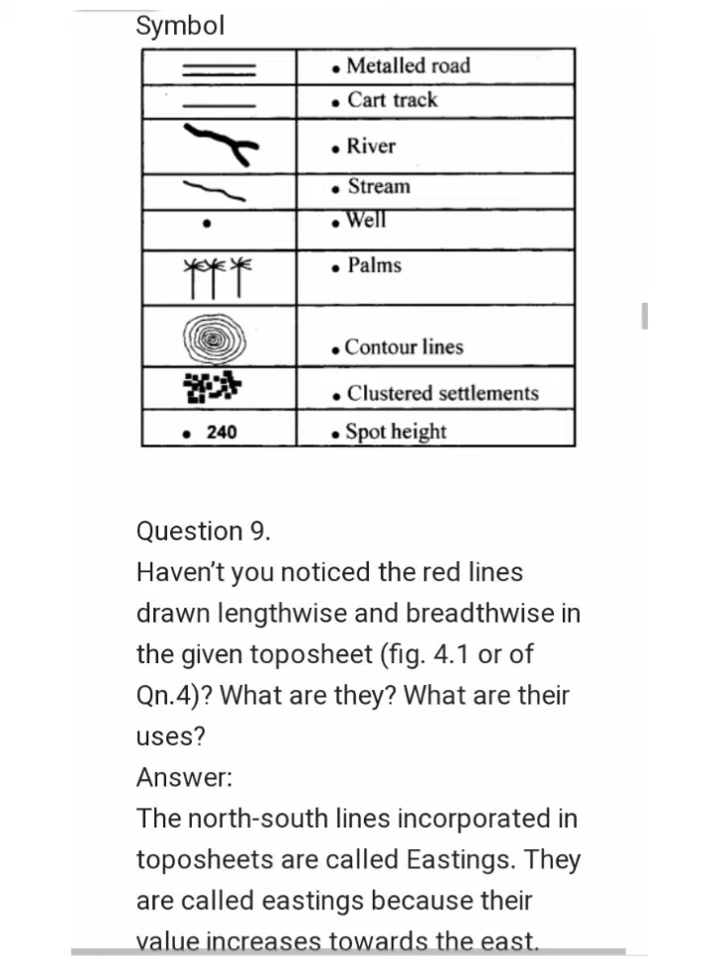 Symbol
• Metalled road
• Cart track
• River
• Stream
• Well
• Palms
• Contour lines
• Clustered settlements
• 240 • Spot height
Question 9.
Haven’t you noticed the red lines
drawn lengthwise and breadthwise in
the given toposheet (fig. 4.1 or of
Qn.4)? What are they? What are their
uses?
Answer:
The north-south lines incorporated in
toposheets are called Eastings. They
are called eastings because their
value increases towards the east.